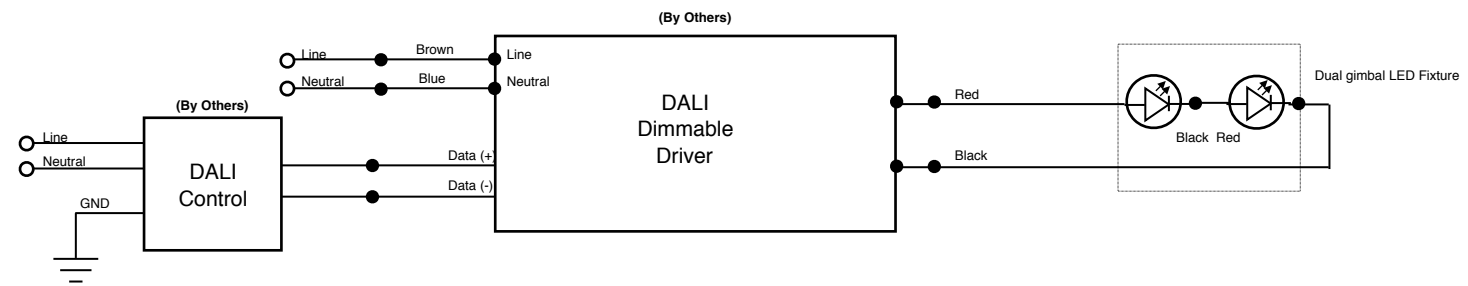 (By Others)
Line
Brown
Line
Neutral
Blue
Neutral
Dual gimbal LED Fixture
(By Others)
DALI
Dimmable
Driver
Red
Black Red
Line
Neutral
DALI
Control
GND
Data (+)
Data (-)
Black